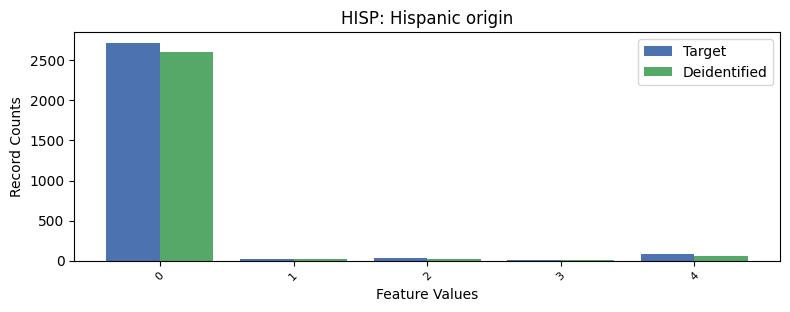 HISP: Hispanic origin
Target
Deidentified
Record Counts
2500
2000
1500
1000
500
0
0 1 2 3 4
Feature Values